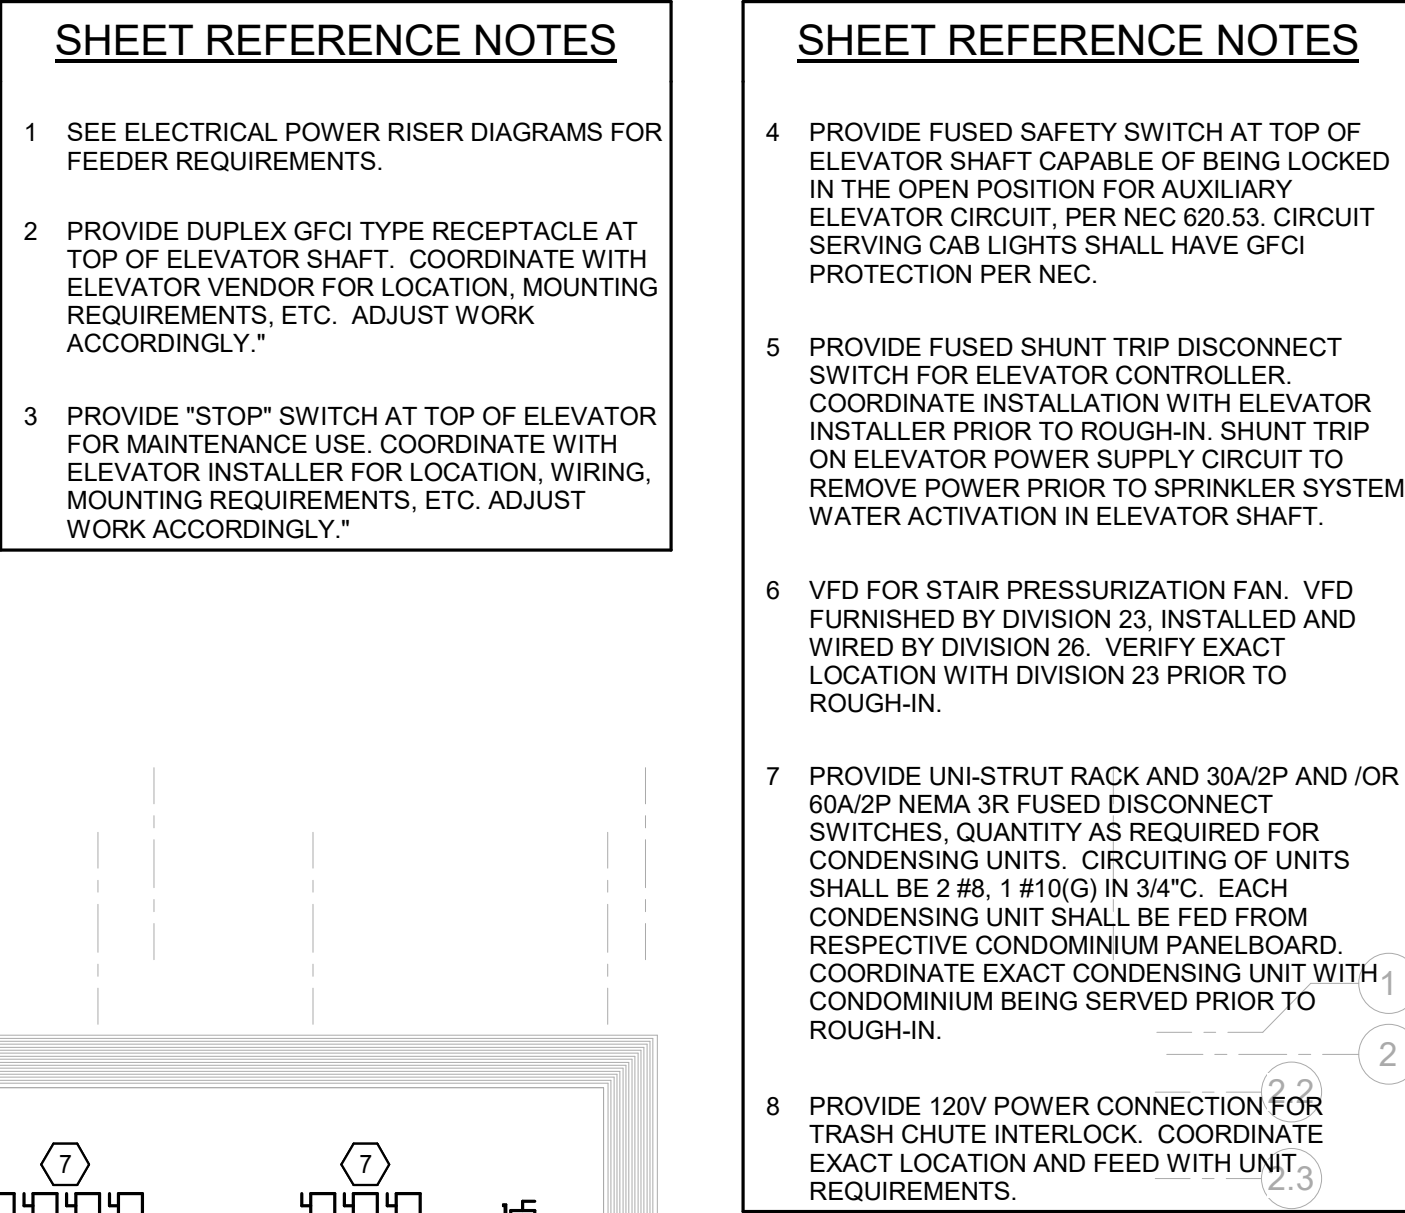 SHEET REFERENCE NOTES
1 SEE ELECTRICAL POWER RISER DIAGRAMS FOR
FEEDER REQUIREMENTS.
2 PROVIDE DUPLEX GFCI TYPE RECEPTACLE AT
TOP OF ELEVATOR SHAFT. COORDINATE WITH
ELEVATOR VENDOR FOR LOCATION, MOUNTING
REQUIREMENTS, ETC. ADJUST WORK
ACCORDINGLY."
3 PROVIDE "STOP" SWITCH AT TOP OF ELEVATOR
FOR MAINTENANCE USE. COORDINATE WITH
ELEVATOR INSTALLER FOR LOCATION, WIRING,
MOUNTING REQUIREMENTS, ETC. ADJUST
WORK ACCORDINGLY."
7
7
SHEET REFERENCE NOTES
4 PROVIDE FUSED SAFETY SWITCH AT TOP OF
ELEVATOR SHAFT CAPABLE OF BEING LOCKED
IN THE OPEN POSITION FOR AUXILIARY
ELEVATOR CIRCUIT, PER NEC 620.53. CIRCUIT
SERVING CAB LIGHTS SHALL HAVE GFCI
PROTECTION PER NEC.
5 PROVIDE FUSED SHUNT TRIP DISCONNECT
SWITCH FOR ELEVATOR CONTROLLER.
COORDINATE INSTALLATION WITH ELEVATOR
INSTALLER PRIOR TO ROUGH-IN. SHUNT TRIP
ON ELEVATOR POWER SUPPLY CIRCUIT TO
REMOVE POWER PRIOR TO SPRINKLER SYSTEM
WATER ACTIVATION IN ELEVATOR SHAFT.
6 VFD FOR STAIR PRESSURIZATION FAN. VFD
FURNISHED BY DIVISION 23, INSTALLED AND
WIRED BY DIVISION 26. VERIFY EXACT
LOCATION WITH DIVISION 23 PRIOR TO
ROUGH-IN.
7 PROVIDE UNI-STRUT RACK AND 30A/2P AND /OR
60A/2P NEMA 3R FUSED DISCONNECT
SWITCHES, QUANTITY AS REQUIRED FOR
CONDENSING UNITS. CIRCUITING OF UNITS
SHALL BE 2 #8, 1 #10(G) IN 3/4"C. EACH
CONDENSING UNIT SHALL BE FED FROM
RESPECTIVE CONDOMINIUM PANELBOARD.
COORDINATE EXACT CONDENSING UNIT WITH
CONDOMINIUM BEING SERVED PRIOR TO
ROUGH-IN.
8 PROVIDE 120V POWER CONNECTION FOR
TRASH CHUTE INTERLOCK. COORDINATE
EXACT LOCATION AND FEED WITH UNIT
REQUIREMENTS.
1
2
2.2
2.3